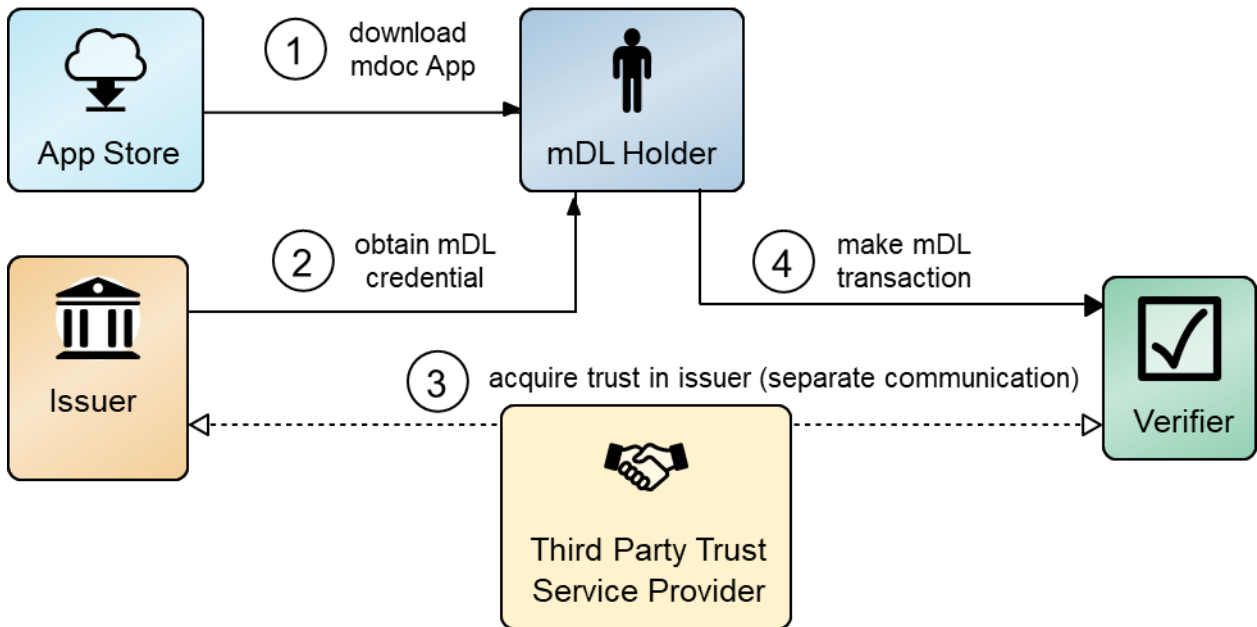 1
download
mdoc App
App Store
mDL Holder
2
obtain mDL
credential
4
make mDL
transaction
Issuer
3
acquire trust in issuer (separate communication)
Verifier
Third Party Trust
Service Provider